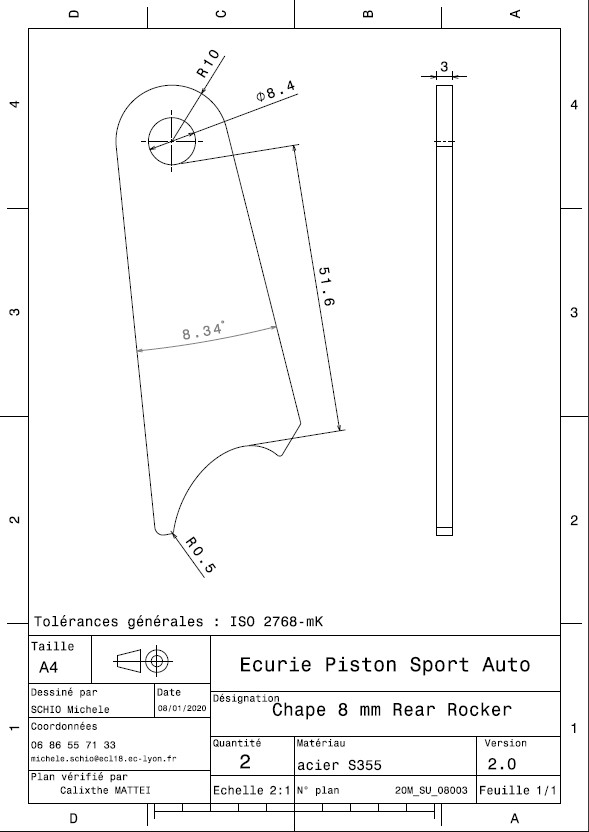 D C B A
R10
3
Φ8.4
4 4
51.6
3 3
8.34°
2 2
R0.5
Tolérances générales : ISO 2768-mK
Taille
A4
Ecurie Piston Sport Auto
Dessiné par
SCHIO Michele
Date
08/01/2020
Désignation
Chape 8 mm Rear Rocker
Coordonnées
06 86 55 71 33
michele.schio@ecl18.ec-lyon.fr
1 1
Quantité
2
Matériau
acier S355
Version
2.0
Plan vérifié par
Calixthe MATTEI
Echelle 2:1 N° plan 20M_SU_08003 Feuille 1/1
D A